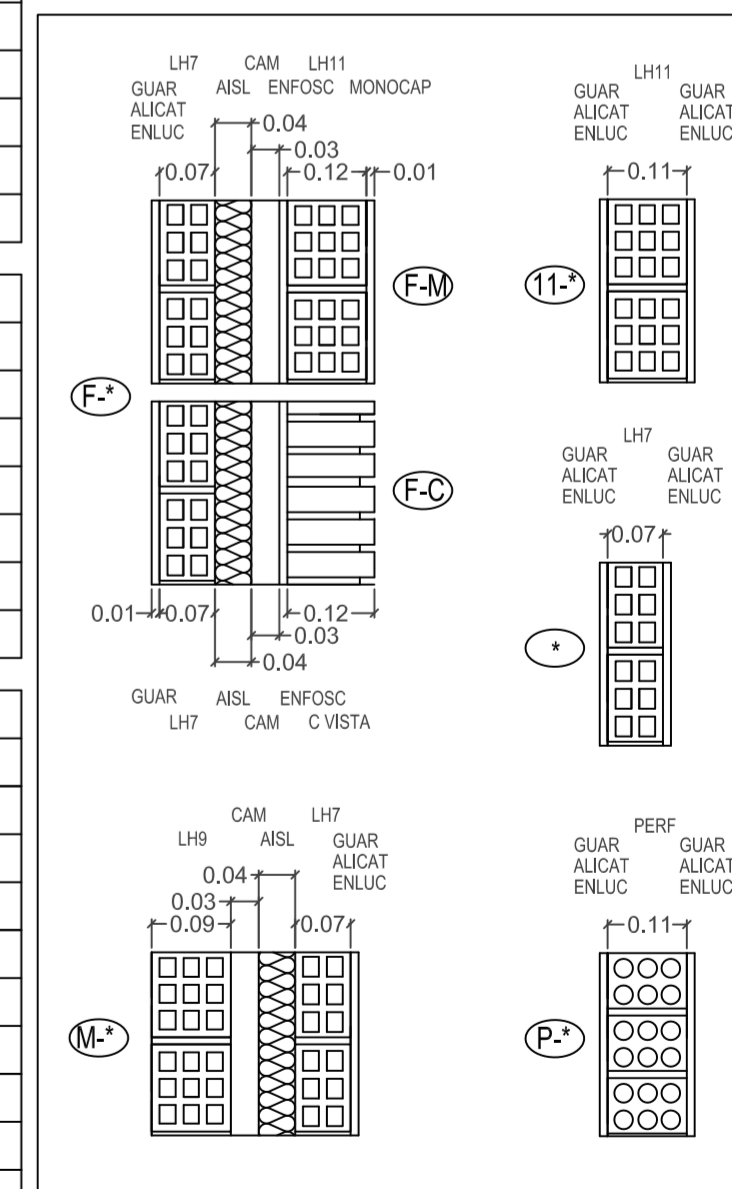 LH7 CAM LH11
GUAR AISL ENFOSC MONOCAP
ALICAT
ENLUC
0.04
0.03
0.07 0.12 0.01
F-M
F-*
F-C
0.01 0.07 0.12
0.03
0.04
GUAR AISL ENFOSC
LH7 CAM C VISTA
LH11
GUAR GUAR
ALICAT ALICAT
ENLUC ENLUC
0.11
11-*
LH7
GUAR GUAR
ALICAT ALICAT
ENLUC ENLUC
0.07
*
CAM LH7
LH9 AISL GUAR
ALICAT
ENLUC
0.04
0.03
0.09 0.07
M-*
PERF
GUAR GUAR
ALICAT ALICAT
ENLUC ENLUC
0.11
P-*